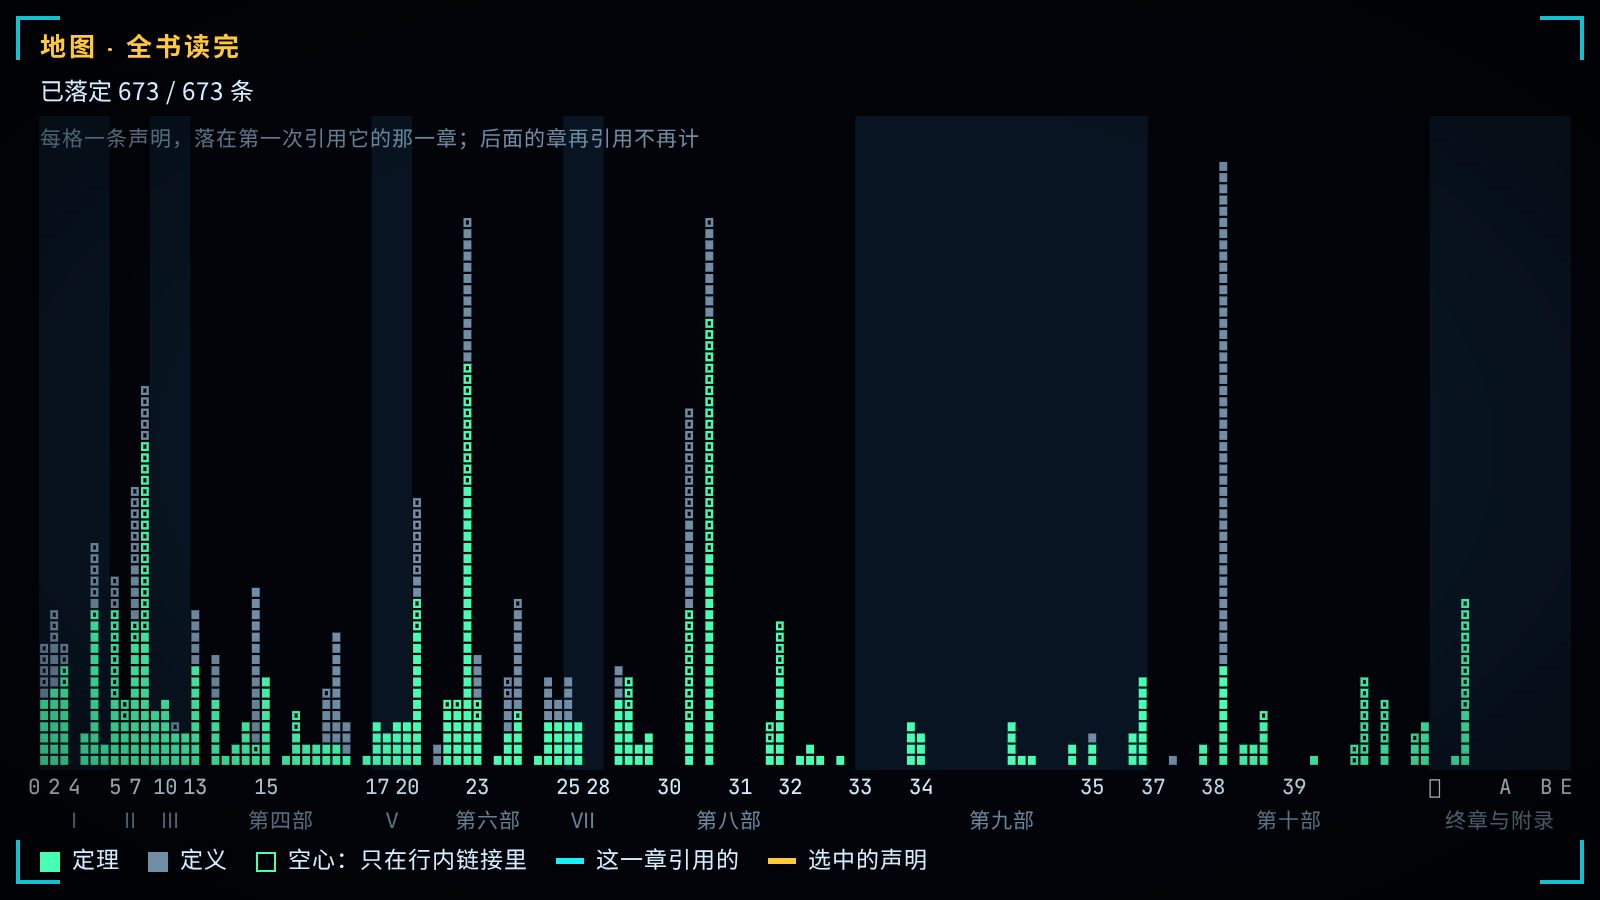 地图 · 全书读完
已落定 673 / 673 条
每格一条声明，落在第一次引用它的那一章；后面的章再引用不再计
0 2 4 5 7 10 13 15 17 20 23 25 28 30 31 32 33 34 35 37 38 39 A B E
I II III 第四部 V 第六部 VII 第八部 第九部 第十部 终章与附录
定理 定义 空心：只在行内链接里 这一章引用的 选中的声明